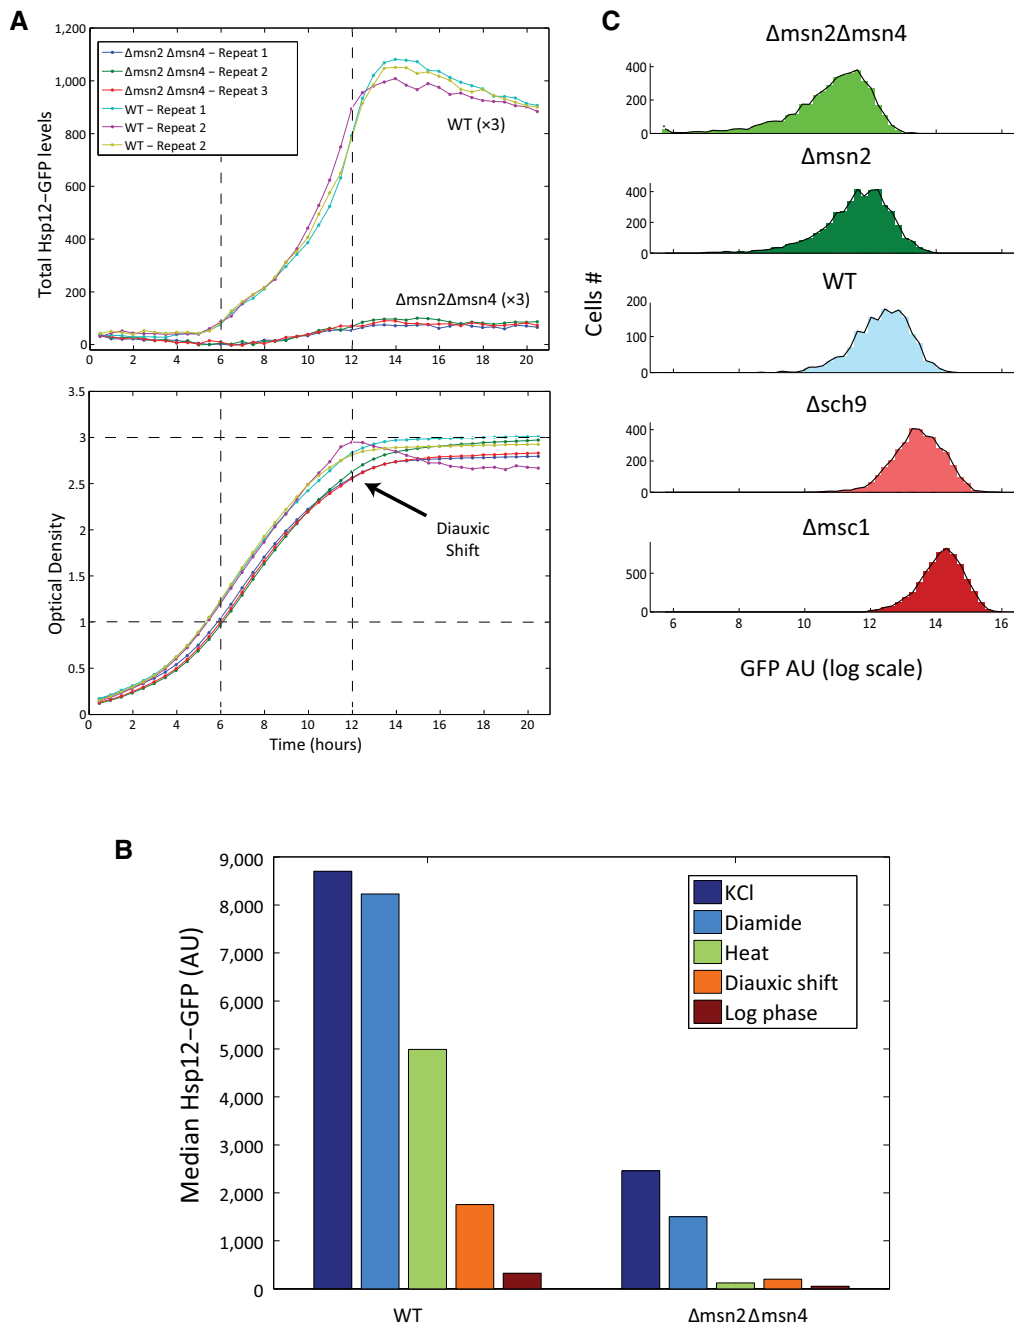 A
1,200
1,000
800
600
400
200
0
Total Hsp12–GFP levels
Δmsn2 Δmsn4 – Repeat 1
Δmsn2 Δmsn4 – Repeat 2
Δmsn2 Δmsn4 – Repeat 3
WT – Repeat 1
WT – Repeat 2
WT – Repeat 2
WT (×3)
Δmsn2Δmsn4 (×3)
0 2 4 6 8 10 12 14 16 18 20
3.5
3
2.5
2
1.5
1
0.5
0
Optical Density
Diauxic
Shift
0 2 4 6 8 10 12 14 16 18 20
Time (hours)
C
Δmsn2Δmsn4
400
200
0
Δmsn2
400
200
0
WT
200
100
0
Δsch9
400
200
0
Δmsc1
500
0
Cells #
6 8 10 12 14 16
GFP AU (log scale)
B
9,000
8,000
7,000
6,000
5,000
4,000
3,000
2,000
1,000
0
Median Hsp12–GFP (AU)
KCl
Diamide
Heat
Diauxic shift
Log phase
WT Δmsn2Δmsn4